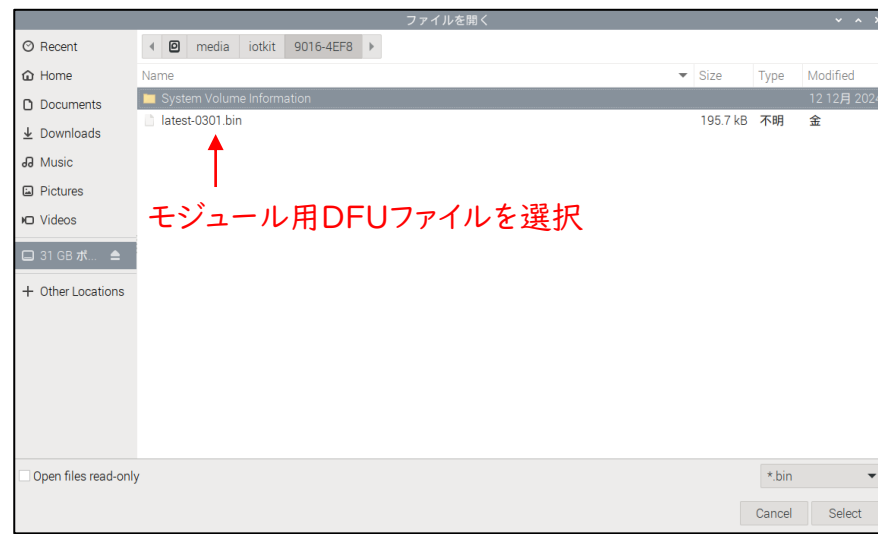 ファイルを開く
Recent
Home
Documents
Downloads
Music
Pictures
Videos
31 GB ボ...
Other Locations
media iotkit 9016-4EF8
Name Size Type Modified
System Volume Information 12 12月 2024
latest-0301.bin 195.7 kB 不明 金
モジュール用DFUファイルを選択
Open files read-only
*.bin
Cancel Select